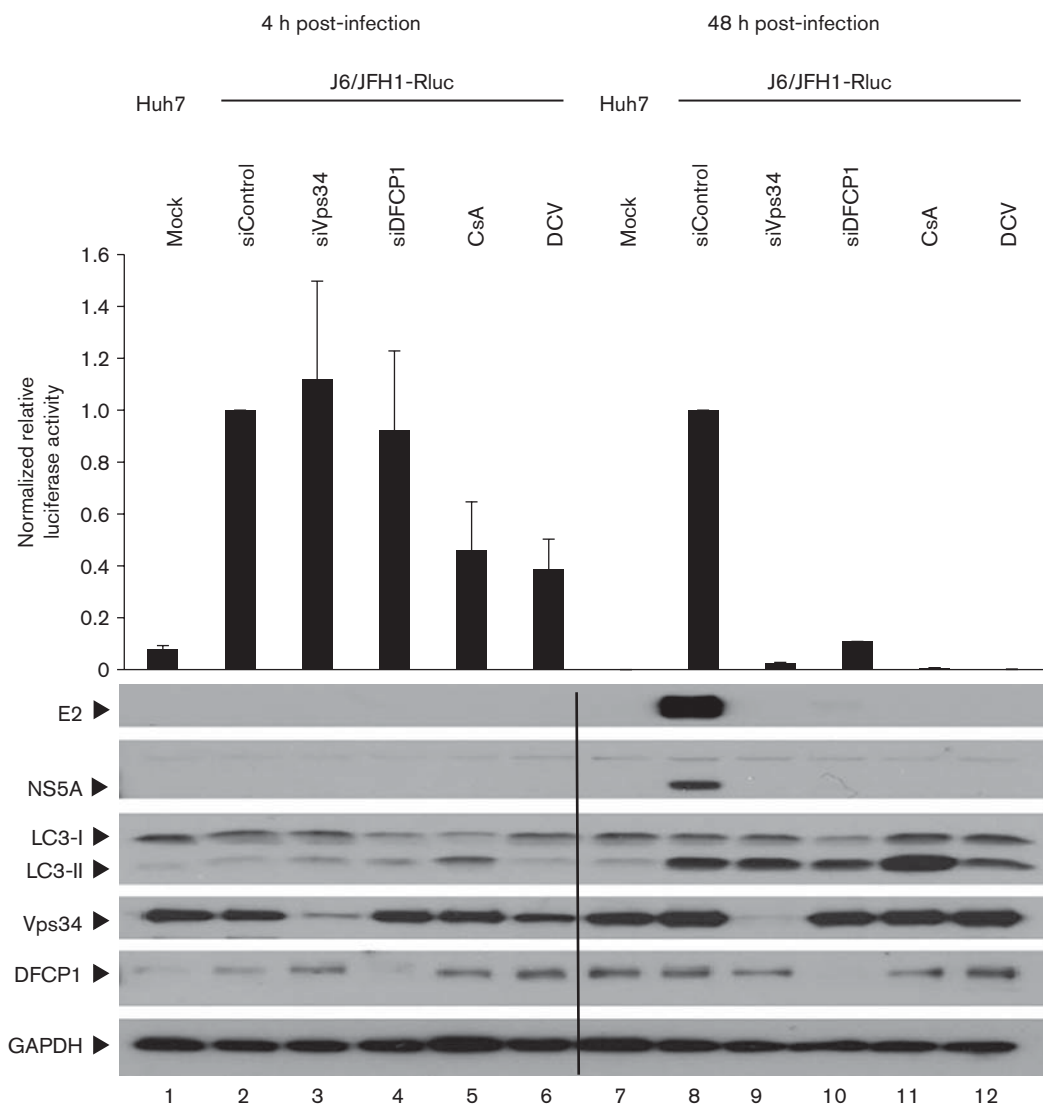 4 h post-infection 48 h post-infection
J6/JFH1-Rluc J6/JFH1-Rluc
Huh7 Huh7
Mock siControl siVps34 siDFCP1 CsA DCV Mock siControl siVps34 siDFCP1 CsA DCV
Normalized relative
luciferase activity
1.6
1.4
1.2
1.0
0.8
0.6
0.4
0.2
0
E2
NS5A
LC3-I
LC3-II
Vps34
DFCP1
GAPDH
1 2 3 4 5 6 7 8 9 10 11 12